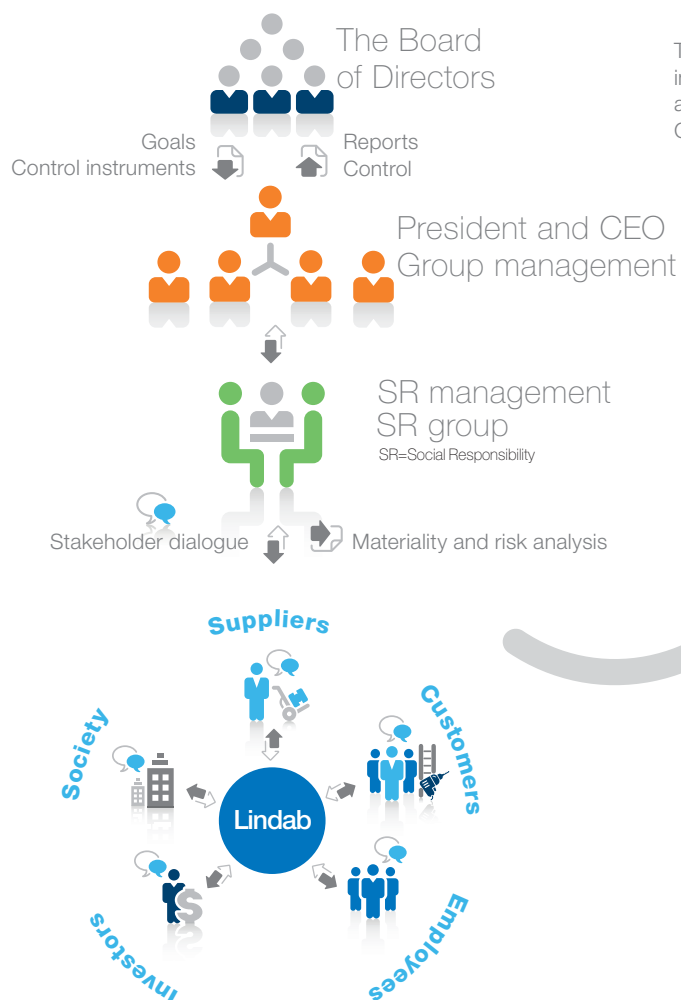 The Board
of Directors
Goals
Control instruments
Reports
Control
President and CEO
Group management
SR management
SR group
SR=Social Responsibility
Stakeholder dialogue
Materiality and risk analysis
Suppliers
Society
Customers
Lindab
Investors
Employees